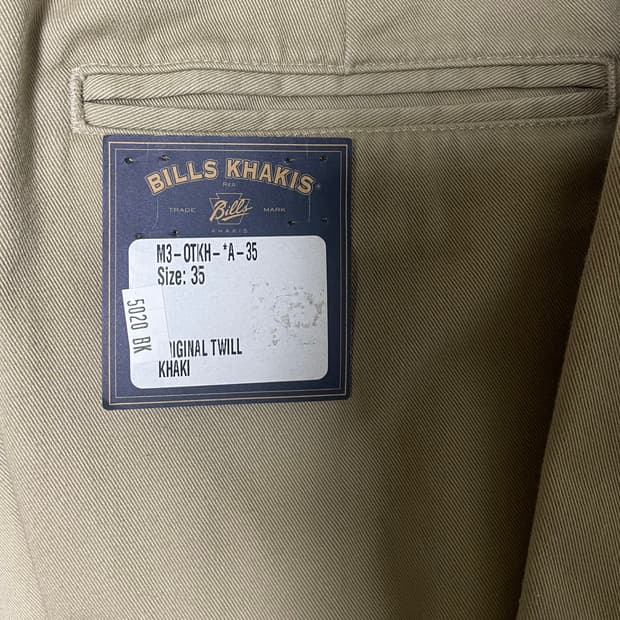 BILLS KHAKIS®
REG
TRADE Bills MARK
KHAKIS
M3-OTKH-*A-35
Size: 35
5020 BK
IGINAL TWILL
KHAKI